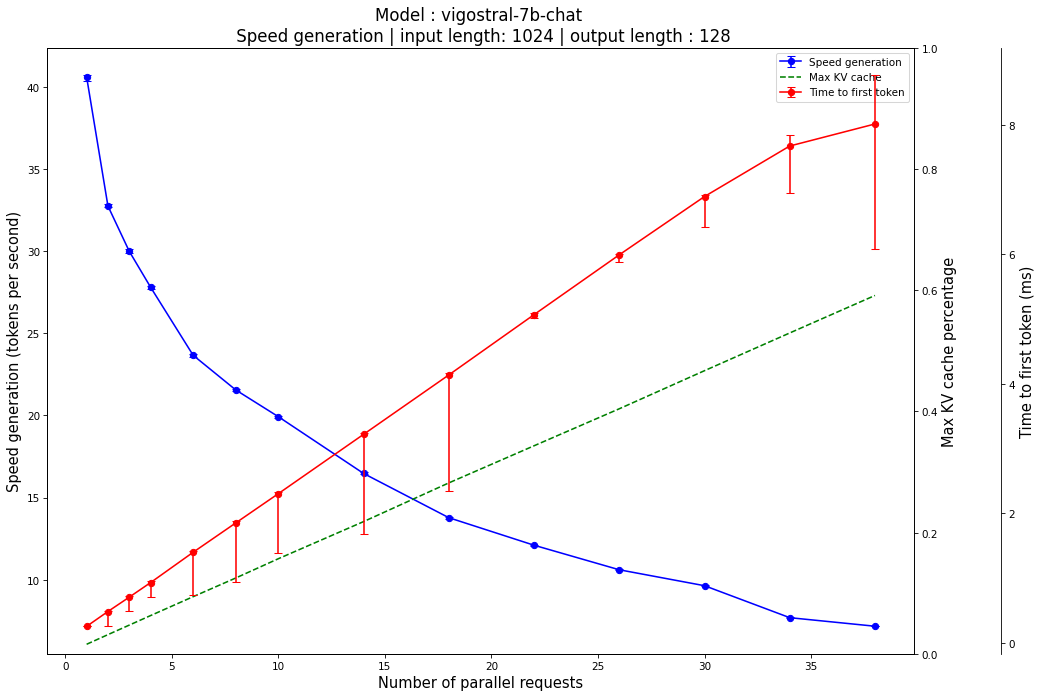 Model : vigostral-7b-chat
Speed generation | input length: 1024 | output length : 128
Speed generation (tokens per second)
40
35
30
25
20
15
10
Speed generation
Max KV cache
Time to first token
1.0
0.8
0.6
0.4
0.2
0.0
Max KV cache percentage
8
6
4
2
0
Time to first token (ms)
0 5 10 15 20 25 30 35
Number of parallel requests